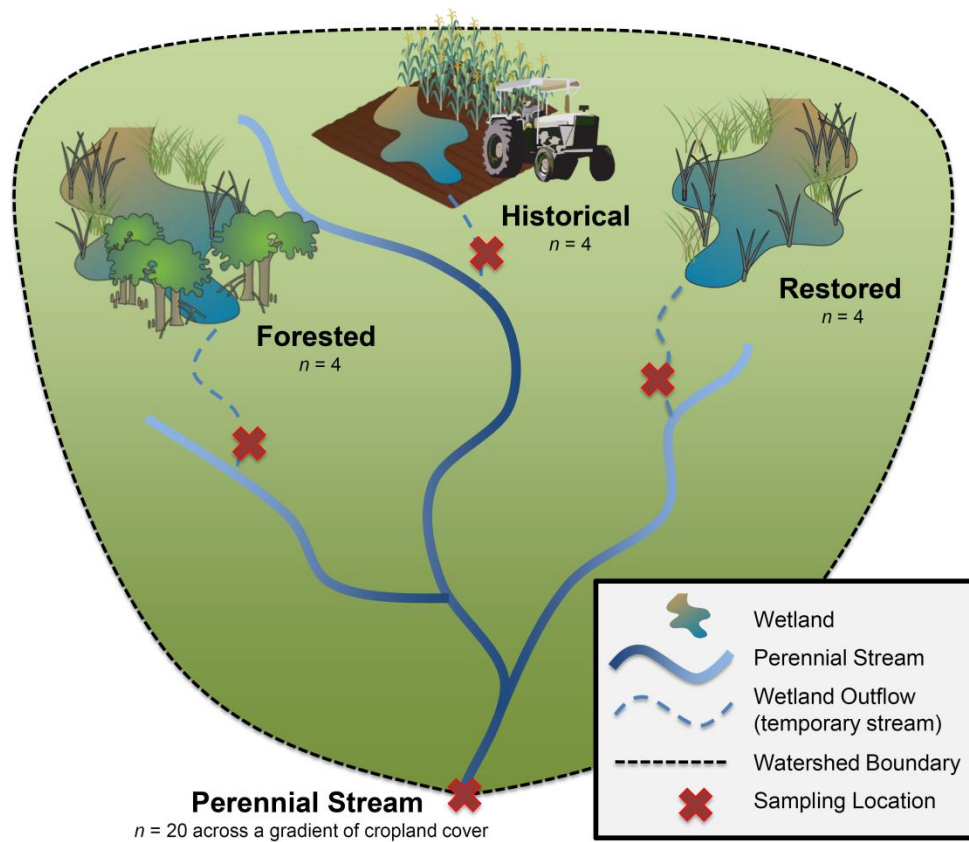 Historical
n = 4
Forested
n = 4
Restored
n = 4
Perennial Stream
n = 20 across a gradient of cropland cover
Wetland
Perennial Stream
Wetland Outflow
(temporary stream)
Watershed Boundary
Sampling Location